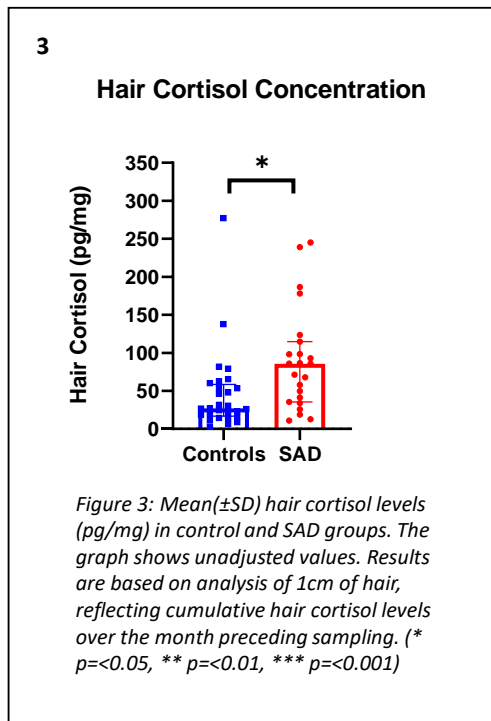 3
Hair Cortisol Concentration
*
350
300
250
200
150
100
50
0
Hair Cortisol (pg/mg)
Controls SAD
Figure 3: Mean(±SD) hair cortisol levels
(pg/mg) in control and SAD groups. The
graph shows unadjusted values. Results
are based on analysis of 1cm of hair,
reflecting cumulative hair cortisol levels
over the month preceding sampling. (*
p=<0.05, ** p=<0.01, *** p=<0.001)